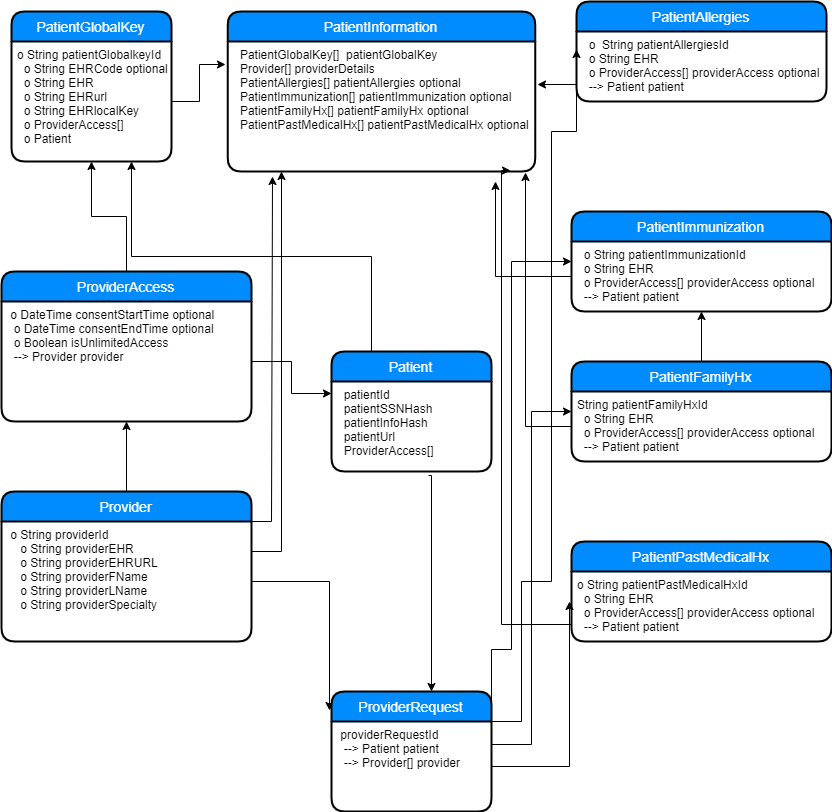 PatientGlobalKey
o String patientGlobalkeyId
o String EHRCode optional
o String EHR
o String EHRurl
o String EHRlocalKey
o ProviderAccess[]
o Patient
PatientInformation
PatientGlobalKey[] patientGlobalKey
Provider[] providerDetails
PatientAllergies[] patientAllergies optional
PatientImmunization[] patientImmunization optional
PatientFamilyHx[] patientFamilyHx optional
PatientPastMedicalHx[] patientPastMedicalHx optional
PatientAllergies
o String patientAllergiesId
o String EHR
o ProviderAccess[] providerAccess optional
--> Patient patient
PatientImmunization
o String patientImmunizationId
o String EHR
o ProviderAccess[] providerAccess optional
--> Patient patient
ProviderAccess
o DateTime consentStartTime optional
o DateTime consentEndTime optional
o Boolean isUnlimitedAccess
--> Provider provider
Patient
patientId
patientSSNHash
patientInfoHash
patientUrl
ProviderAccess[]
PatientFamilyHx
String patientFamilyHxId
o String EHR
o ProviderAccess[] providerAccess optional
--> Patient patient
Provider
o String providerId
o String providerEHR
o String providerEHRURL
o String providerFName
o String providerLName
o String providerSpecialty
PatientPastMedicalHx
o String patientPastMedicalHxId
o String EHR
o ProviderAccess[] providerAccess optional
--> Patient patient
ProviderRequest
providerRequestId
--> Patient patient
--> Provider[] provider